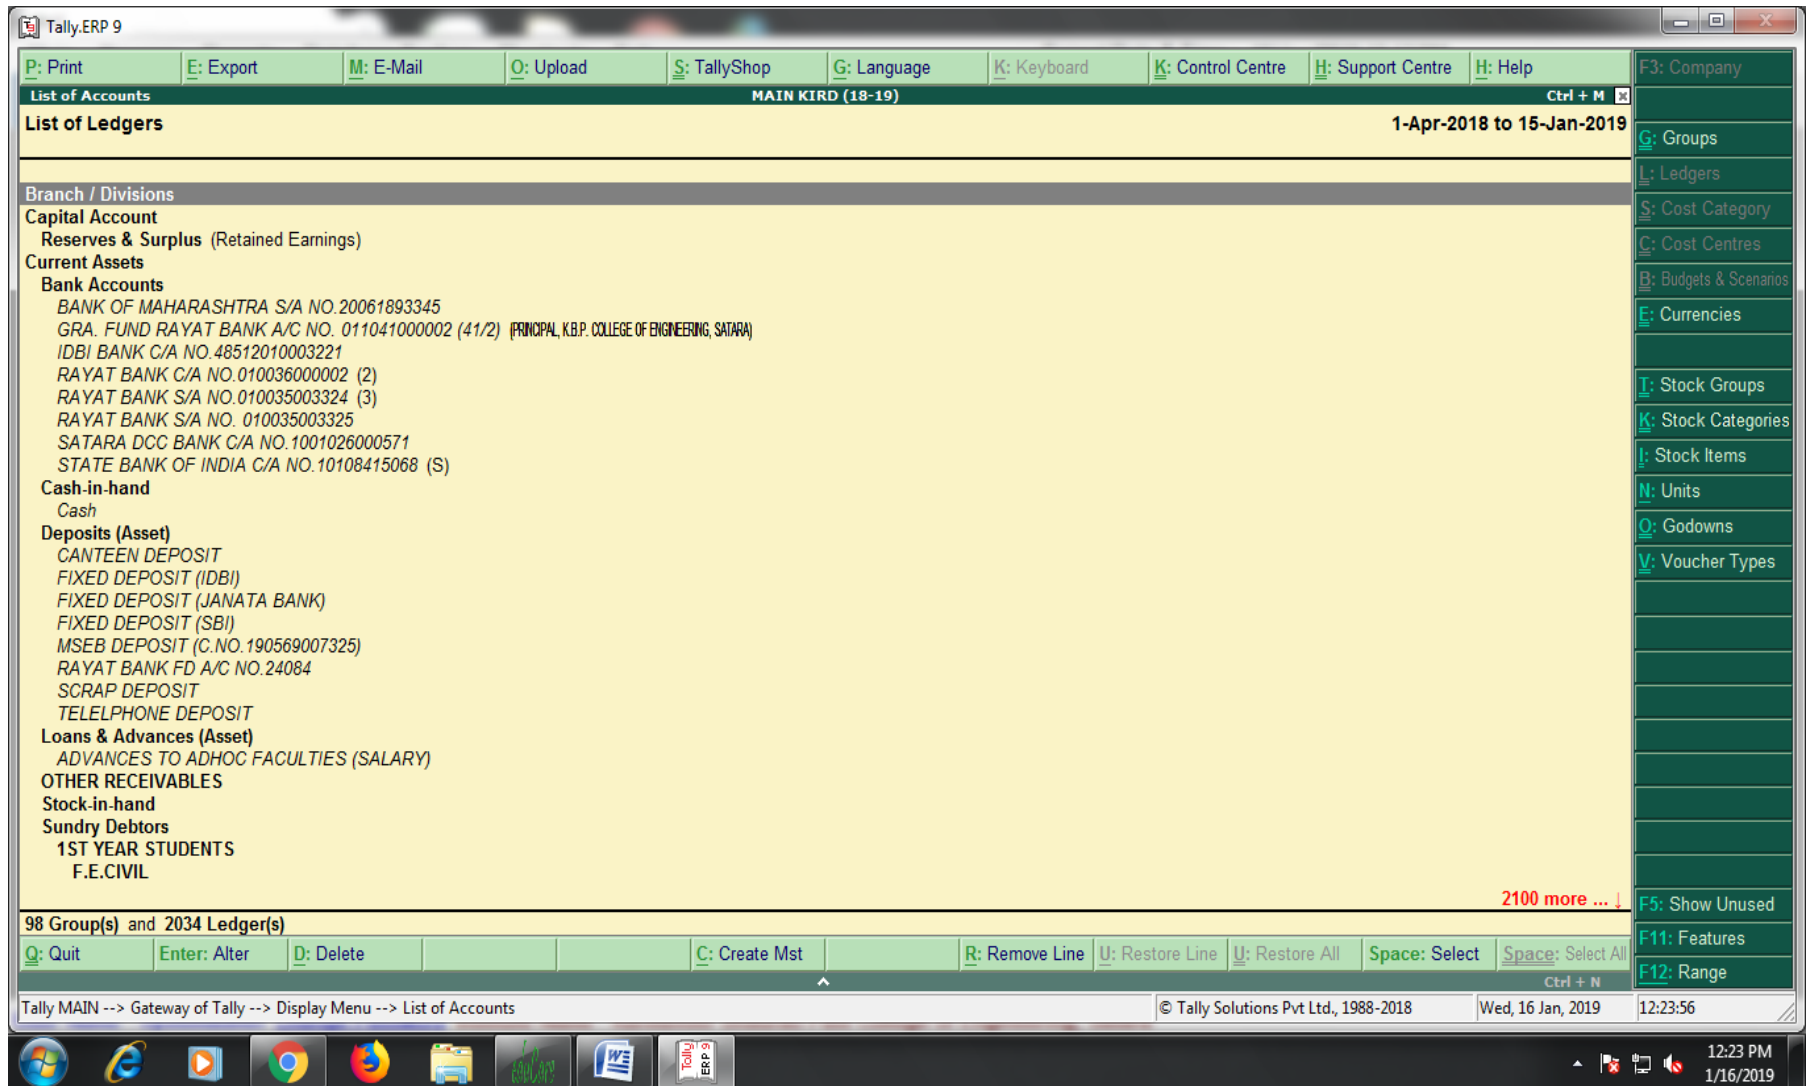 Tally.ERP 9
P: Print E: Export M: E-Mail O: Upload S: TallyShop G: Language K: Keyboard K: Control Centre H: Support Centre H: Help F3: Company
List of Accounts MAIN KIRD (18-19) Ctrl + M
List of Ledgers 1-Apr-2018 to 15-Jan-2019
G: Groups
L: Ledgers
S: Cost Category
C: Cost Centres
B: Budgets & Scenarios
E: Currencies
T: Stock Groups
K: Stock Categories
I: Stock Items
N: Units
O: Godowns
V: Voucher Types
Branch / Divisions
Capital Account
Reserves & Surplus (Retained Earnings)
Current Assets
Bank Accounts
BANK OF MAHARASHTRA S/A NO.20061893345
GRA. FUND RAYAT BANK A/C NO. 011041000002 (41/2) (PRINCIPAL, K.B.P. COLLEGE OF ENGINEERING, SATARA)
IDBI BANK C/A NO.48512010003221
RAYAT BANK C/A NO.010036000002 (2)
RAYAT BANK S/A NO.010035003324 (3)
RAYAT BANK S/A NO. 010035003325
SATARA DCC BANK C/A NO.1001026000571
STATE BANK OF INDIA C/A NO.10108415068 (S)
Cash-in-hand
Cash
Deposits (Asset)
CANTEEN DEPOSIT
FIXED DEPOSIT (IDBI)
FIXED DEPOSIT (JANATA BANK)
FIXED DEPOSIT (SBI)
MSEB DEPOSIT (C.NO.190569007325)
RAYAT BANK FD A/C NO.24084
SCRAP DEPOSIT
TELELPHONE DEPOSIT
Loans & Advances (Asset)
ADVANCES TO ADHOC FACULTIES (SALARY)
OTHER RECEIVABLES
Stock-in-hand
Sundry Debtors
1ST YEAR STUDENTS
F.E.CIVIL
2100 more ... ↓
98 Group(s) and 2034 Ledger(s)
F5: Show Unused
F11: Features
F12: Range
Q: Quit Enter: Alter D: Delete C: Create Mst R: Remove Line U: Restore Line U: Restore All Space: Select Space: Select All
Ctrl + N
Tally MAIN --> Gateway of Tally --> Display Menu --> List of Accounts © Tally Solutions Pvt Ltd., 1988-2018 Wed, 16 Jan, 2019 12:23:56
Tally ERP 9
12:23 PM
1/16/2019